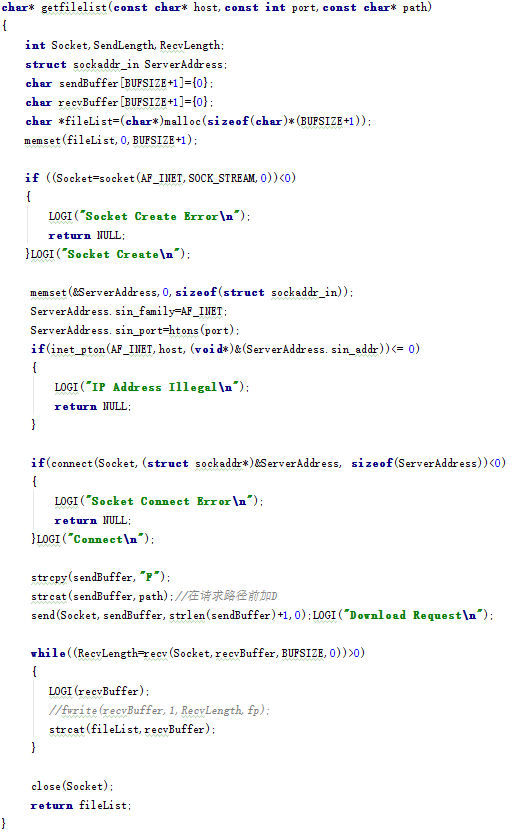 char* getfilelist(const char* host,const int port,const char* path)
{
int Socket,SendLength,RecvLength;
struct sockaddr_in ServerAddress;
char sendBuffer[BUFSIZE+1]={0};
char recvBuffer[BUFSIZE+1]={0};
char *fileList=(char*)malloc(sizeof(char)*(BUFSIZE+1));
memset(fileList,0,BUFSIZE+1);
if ((Socket=socket(AF_INET,SOCK_STREAM,0))<0)
{
LOGI("Socket Create Error\n");
return NULL;
}LOGI("Socket Create\n");
memset(&ServerAddress,0,sizeof(struct sockaddr_in));
ServerAddress.sin_family=AF_INET;
ServerAddress.sin_port=htons(port);
if(inet_pton(AF_INET,host,(void*)&(ServerAddress.sin_addr))<= 0)
{
LOGI("IP Address Illegal\n");
return NULL;
}
if(connect(Socket,(struct sockaddr*)&ServerAddress, sizeof(ServerAddress))<0)
{
LOGI("Socket Connect Error\n");
return NULL;
}LOGI("Connect\n");
strcpy(sendBuffer,"F");
strcat(sendBuffer,path);//在请求路径前加D
send(Socket,sendBuffer,strlen(sendBuffer)+1,0);LOGI("Download Request\n");
while((RecvLength=recv(Socket,recvBuffer,BUFSIZE,0))>0)
{
LOGI(recvBuffer);
//fwrite(recvBuffer,1,RecvLength,fp);
strcat(fileList,recvBuffer);
}
close(Socket);
return fileList;
}